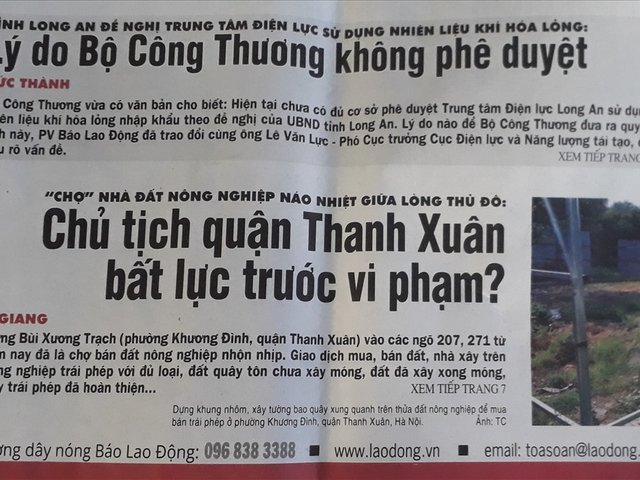 TỈNH LONG AN ĐỀ NGHỊ TRUNG TÂM ĐIỆN LỰC SỬ DỤNG NHIÊN LIỆU KHÍ HÓA LỎNG:
Lý do Bộ Công Thương không phê duyệt
ĐỨC THÀNH
Công Thương vừa có văn bản cho biết: Hiện tại chưa có đủ cơ sở phê duyệt Trung tâm Điện lực Long An sử dụng
liệu khí hóa lỏng nhập khẩu theo đề nghị của UBND tỉnh Long An. Lý do nào để Bộ Công Thương đưa ra quy
này, PV Báo Lao Động đã trao đổi cùng ông Lê Văn Lực - Phó Cục trưởng Cục Điện lực và Năng lượng tái tạo,
rõ vấn đề.
XEM TIẾP TRANG
“CHỢ” NHÀ ĐẤT NÔNG NGHIỆP NÁO NHIỆT GIỮA LÒNG THỦ ĐÔ:
Chủ tịch quận Thanh Xuân
bất lực trước vi phạm?
GIANG
Bùi Xương Trạch (phường Khương Đình, quận Thanh Xuân) vào các ngõ 207, 271 từ
nay đã là chợ bán đất nông nghiệp nhộn nhịp. Giao dịch mua, bán đất, nhà xây trên
nghiệp trái phép với đủ loại, đất quây tôn chưa xây móng, đất đã xây xong móng,
trái phép đã hoàn thiện...
XEM TIẾP TRANG 7
Dựng khung nhôm, xây tường bao quây xung quanh trên thửa đất nông nghiệp để mua
bán trái phép ở phường Khương Đình, quận Thanh Xuân, Hà Nội. Ảnh: TC
dây nóng Báo Lao Động: 096 838 3388 ■ www.laodong.vn ■ email: toasoan@laodong.